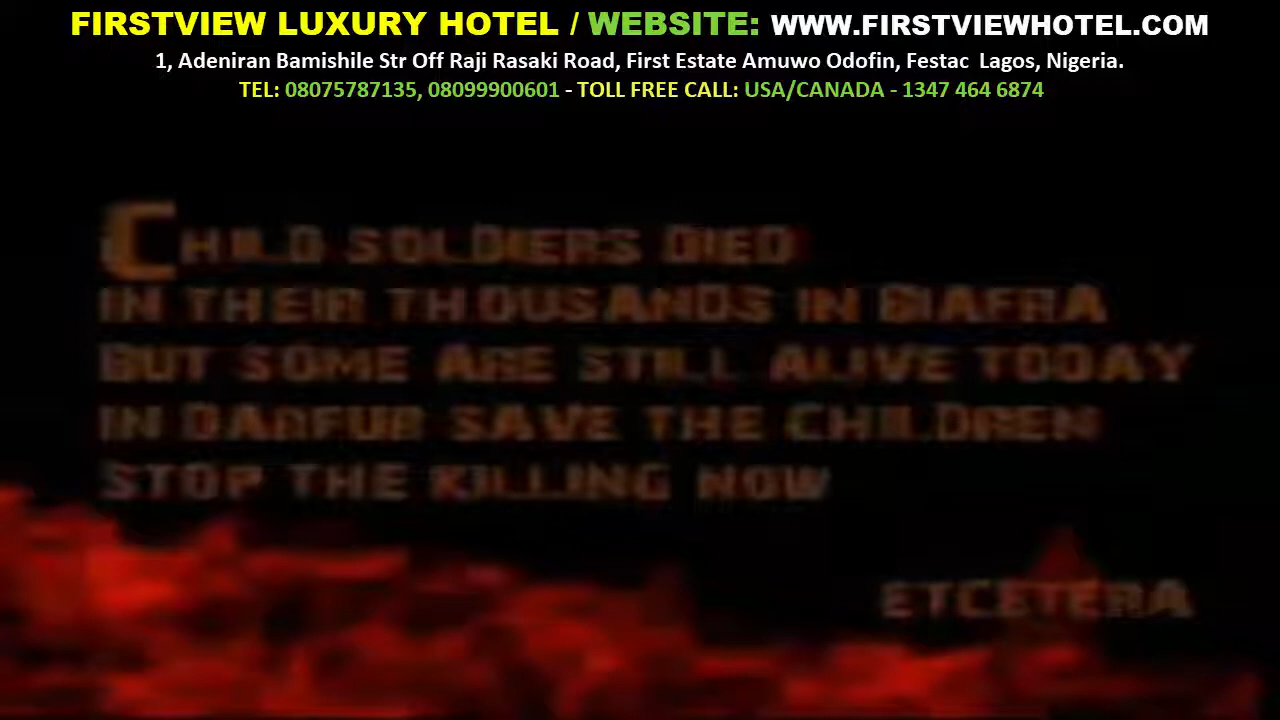 FIRSTVIEW LUXURY HOTEL / WEBSITE: WWW.FIRSTVIEWHOTEL.COM
1, Adeniran Bamishile Str Off Raji Rasaki Road, First Estate Amuwo Odofin, Festac Lagos, Nigeria.
TEL: 08075787135, 08099900601 - TOLL FREE CALL: USA/CANADA - 1347 464 6874
CHILD SOLDIERS DIED
IN THEIR THOUSANDS IN BIAFRA
BUT SOME ARE STILL ALIVE TODAY
IN DARFUR SAVE THE CHILDREN
STOP THE KILLING NOW
ETCETERA